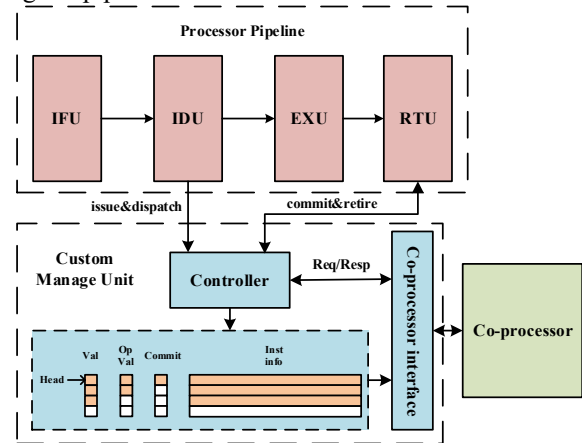 Processor Pipeline
IFU
IDU
EXU
RTU
issue&dispatch
commit&retire
Custom
Manage Unit
Controller
Req/Resp
Co-processor interface
Co-processor
Val
Op
Val
Commit
Inst
info
Head